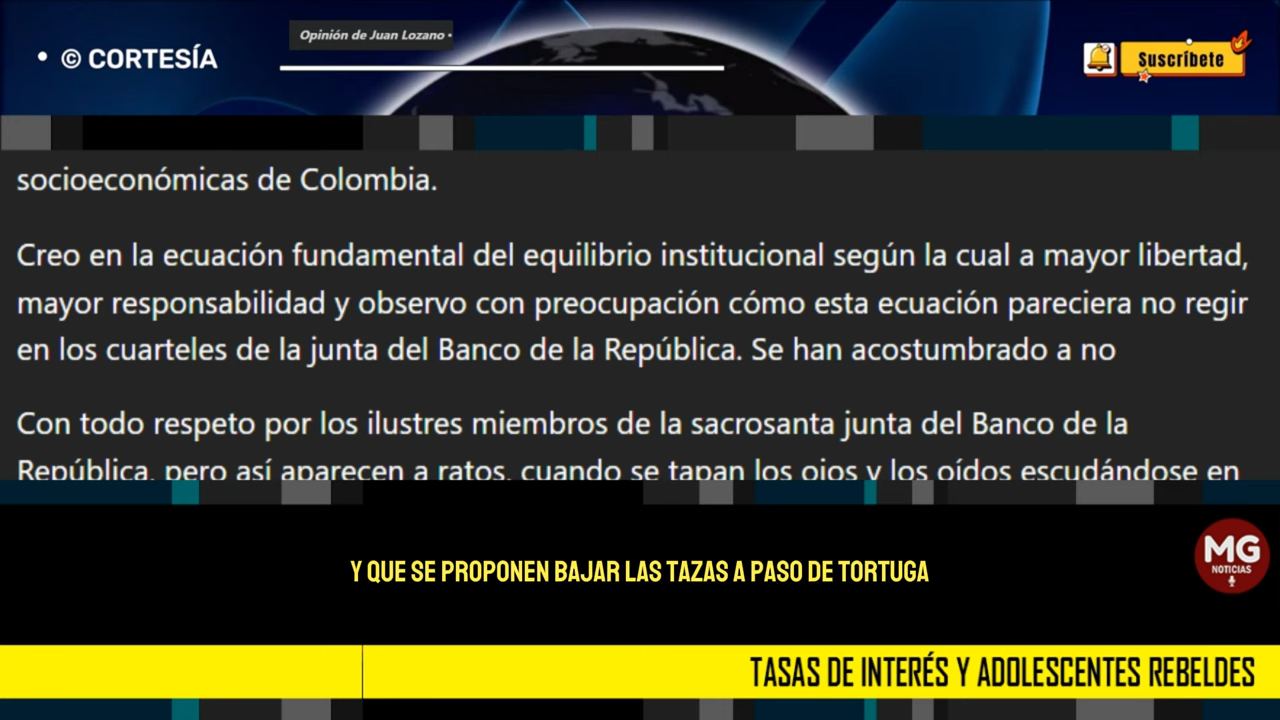 Opinión de Juan Lozano •
• © CORTESÍA
Suscríbete
socioeconómicas de Colombia.
Creo en la ecuación fundamental del equilibrio institucional según la cual a mayor libertad,
mayor responsabilidad y observo con preocupación cómo esta ecuación pareciera no regir
en los cuarteles de la junta del Banco de la República. Se han acostumbrado a no
Con todo respeto por los ilustres miembros de la sacrosanta junta del Banco de la
República, pero así aparecen a ratos, cuando se tapan los ojos y los oídos escudándose en
Y QUE SE PROPONEN BAJAR LAS TAZAS A PASO DE TORTUGA
MG
NOTICIAS
TASAS DE INTERÉS Y ADOLESCENTES REBELDES